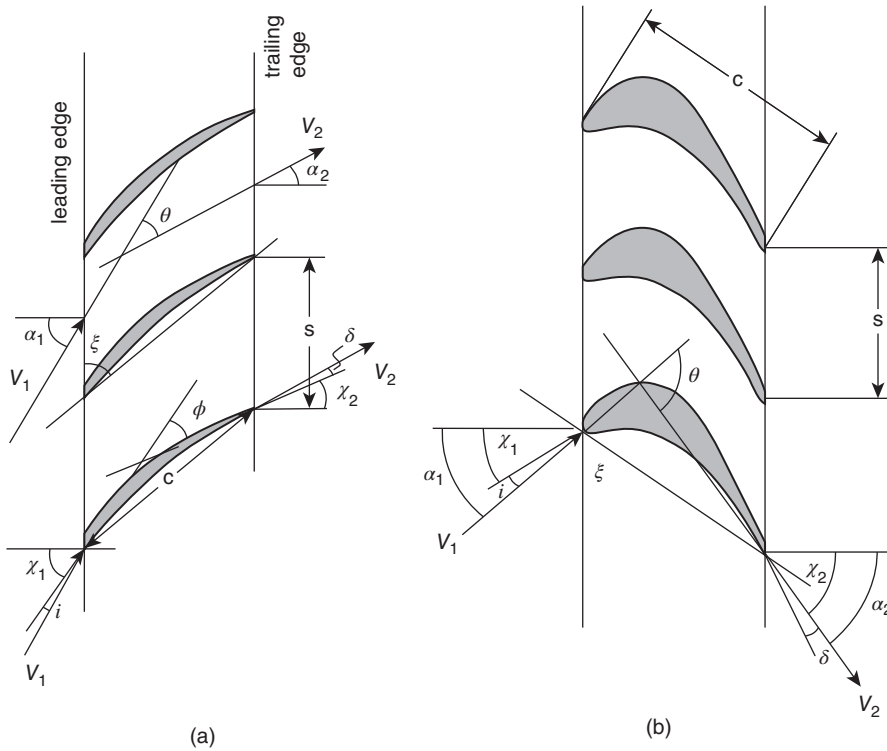 leading edge
trailing
edge
V2
α2
θ
α1
V1
ξ
s
δ
V2
χ2
ϕ
c
χ1
i
V1
(a)
c
s
θ
χ1
α1
i
ξ
V1
χ2
α2
δ
V2
(b)